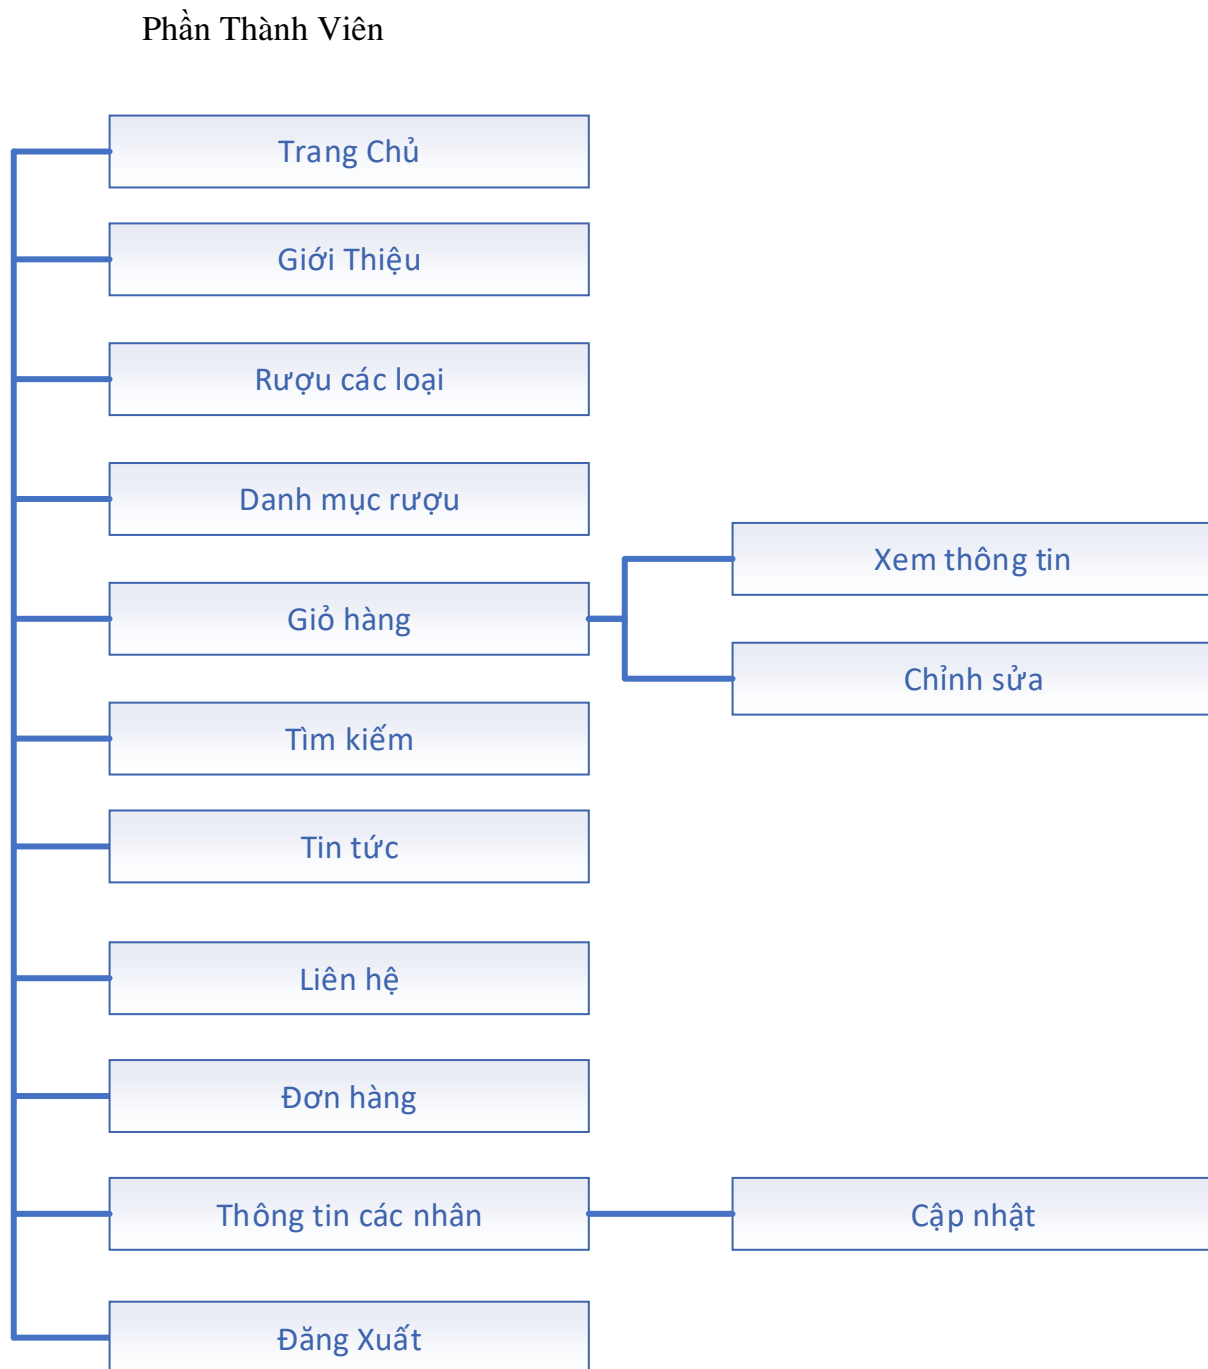 Phần Thành Viên
Trang Chủ
Giới Thiệu
Rượu các loại
Danh mục rượu
Xem thông tin
Giỏ hàng
Chỉnh sửa
Tìm kiếm
Tin tức
Liên hệ
Đơn hàng
Thông tin các nhân
Cập nhật
Đăng Xuất